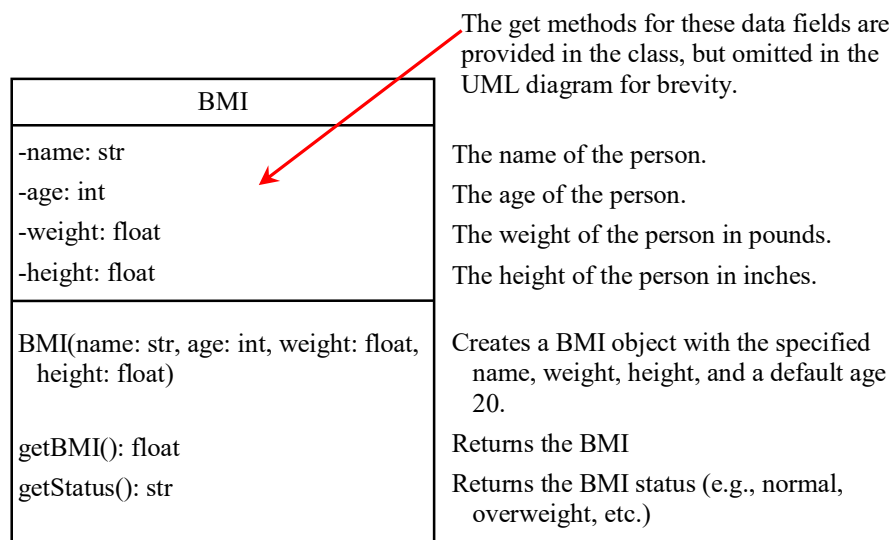 The get methods for these data fields are
provided in the class, but omitted in the
UML diagram for brevity.
BMI
-name: str
The name of the person.
-age: int
The age of the person.
-weight: float
The weight of the person in pounds.
-height: float
The height of the person in inches.
BMI(name: str, age: int, weight: float,
height: float)
Creates a BMI object with the specified
name, weight, height, and a default age
20.
getBMI(): float
Returns the BMI
getStatus(): str
Returns the BMI status (e.g., normal,
overweight, etc.)